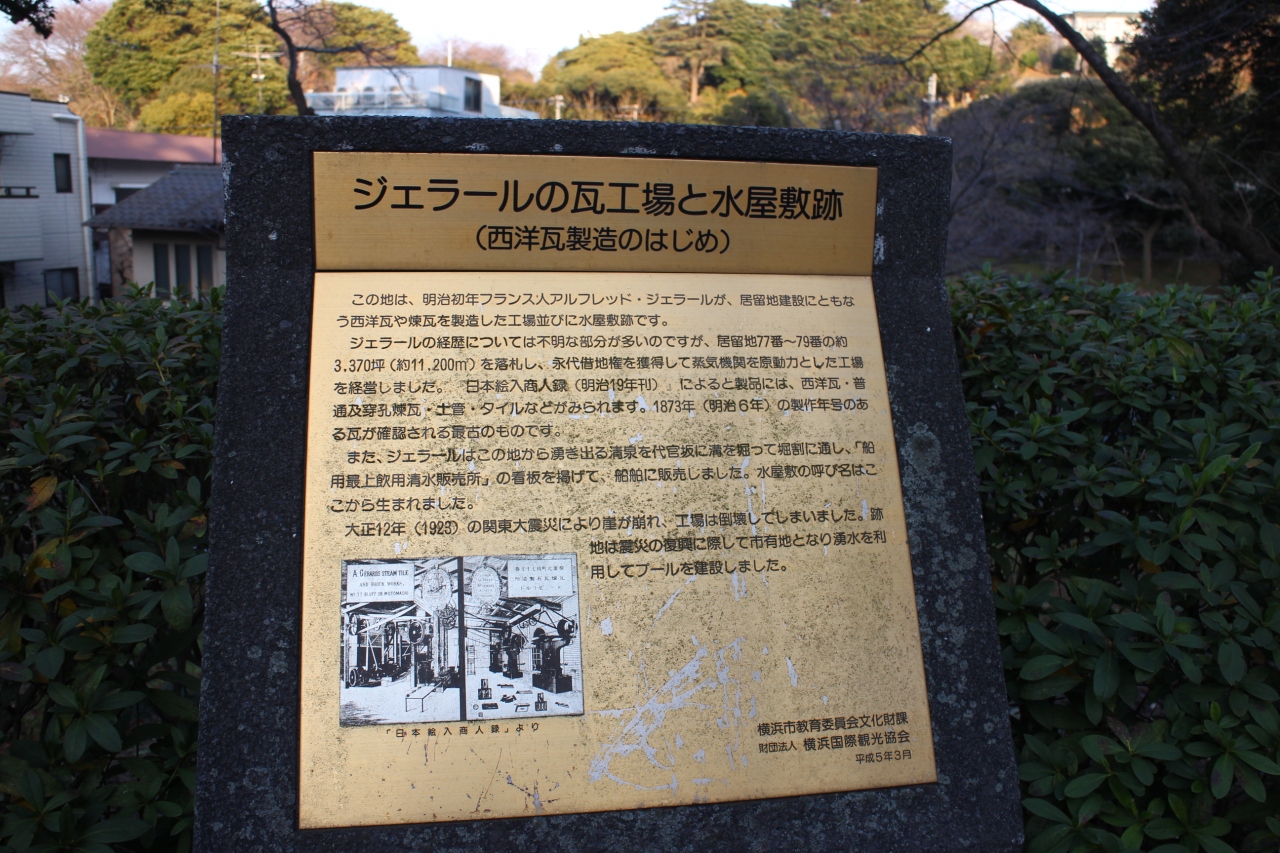 ジェラールの瓦工場と水屋敷跡
（西洋瓦製造のはじめ）
この地は、明治初年フランス人アルフレッド・ジェラールが、居留地建設にともな
う西洋瓦や煉瓦を製造した工場並びに水屋敷跡です。
ジェラールの経歴については不明な部分が多いのですが、居留地77番〜79番の約
3,370坪（約11,200㎡）を落札し、永代借地権を獲得して蒸気機関を原動力とした工場
を経営しました。『日本絵入商人録（明治19年刊）』によると製品には、西洋瓦・普
通及穿孔煉瓦・土管・タイルなどがみられます。1873年（明治6年）の製作年号のあ
る瓦が確認される最古のものです。
また、ジェラールはこの地から湧き出る清泉を代官坂に溝を掘って堀割に通し、「船
用最上飲用清水販売所」の看板を揚げて、船舶に販売しました。水屋敷の呼び名はこ
こから生まれました。
大正12年（1923）の関東大震災により崖が崩れ、工場は倒壊してしまいました。跡
地は震災の復興に際して市有地となり湧水を利
用してプールを建設しました。
A GERARDS STEAM TILE
AND BRICK WORKS.
No 77 BLUFF OR MOTOMACHI
「日本絵入商人録」より
横浜市教育委員会文化財課
財団法人 横浜国際観光協会
平成5年3月